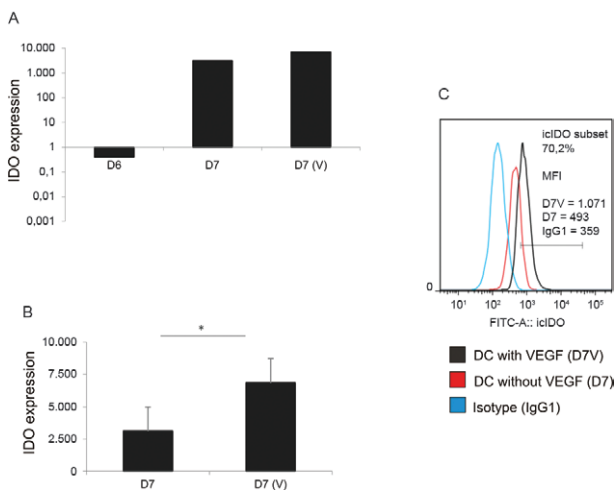 A
IDO expression
10.000
1.000
100
10
1
0,1
0,01
0,001
D6
D7
D7 (V)
B
*
IDO expression
10.000
7.500
5.000
2.500
0
D7
D7 (V)
C
icIDO subset
70,2%
MFI
D7V = 1.071
D7 = 493
IgG1 = 359
0
10¹
10²
10³
10⁴
10⁵
FITC-A:: icIDO
DC with VEGF (D7V)
DC without VEGF (D7)
Isotype (IgG1)